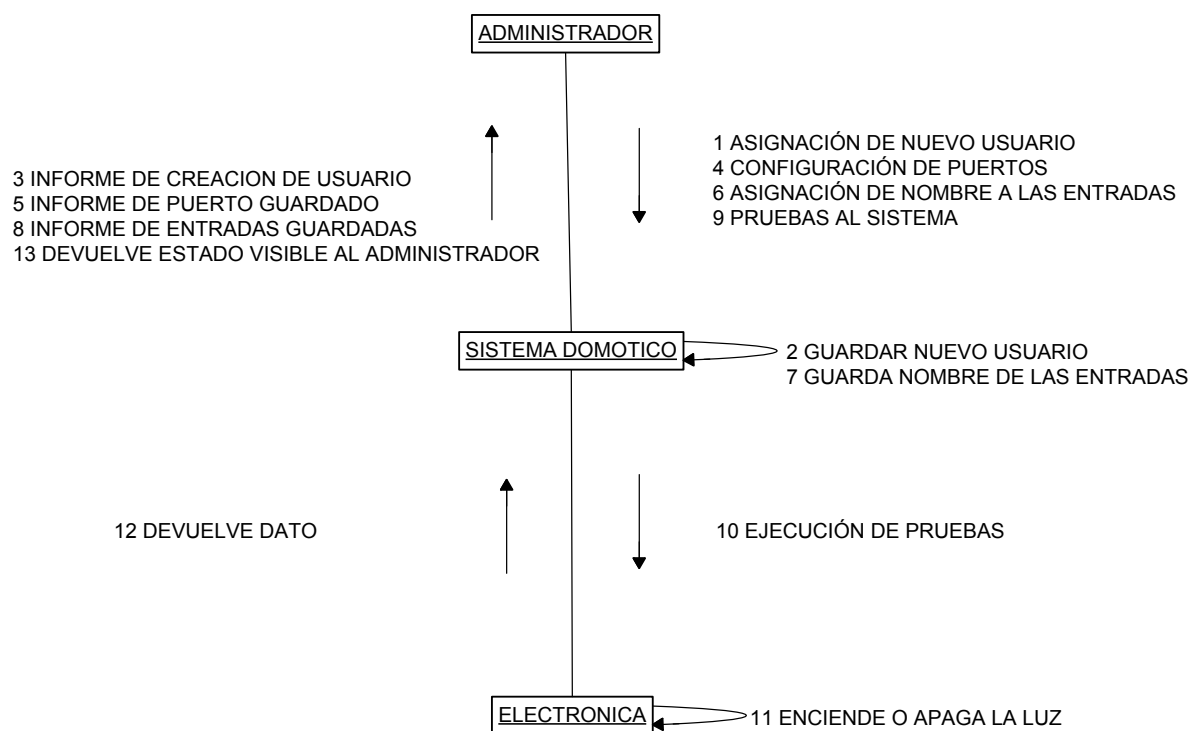 ADMINISTRADOR
1 ASIGNACIÓN DE NUEVO USUARIO
4 CONFIGURACIÓN DE PUERTOS
6 ASIGNACIÓN DE NOMBRE A LAS ENTRADAS
9 PRUEBAS AL SISTEMA
3 INFORME DE CREACION DE USUARIO
5 INFORME DE PUERTO GUARDADO
8 INFORME DE ENTRADAS GUARDADAS
13 DEVUELVE ESTADO VISIBLE AL ADMINISTRADOR
SISTEMA DOMOTICO
2 GUARDAR NUEVO USUARIO
7 GUARDA NOMBRE DE LAS ENTRADAS
12 DEVUELVE DATO
10 EJECUCIÓN DE PRUEBAS
ELECTRONICA
11 ENCIENDE O APAGA LA LUZ